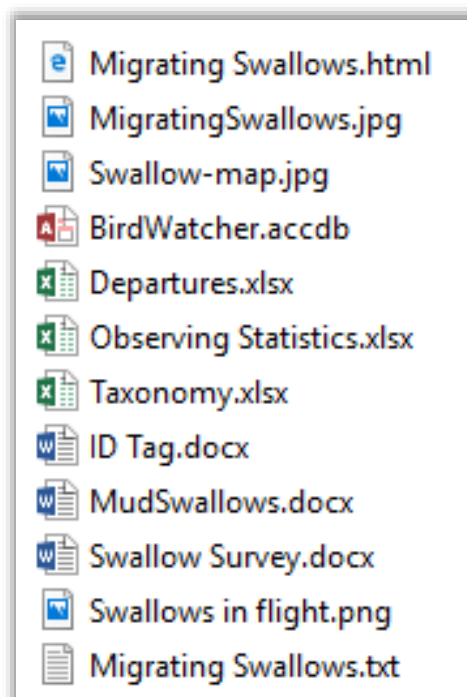 Migrating Swallows.html
MigratingSwallows.jpg
Swallow-map.jpg
BirdWatcher.accdb
Departures.xlsx
Observing Statistics.xlsx
Taxonomy.xlsx
ID Tag.docx
MudSwallows.docx
Swallow Survey.docx
Swallows in flight.png
Migrating Swallows.txt